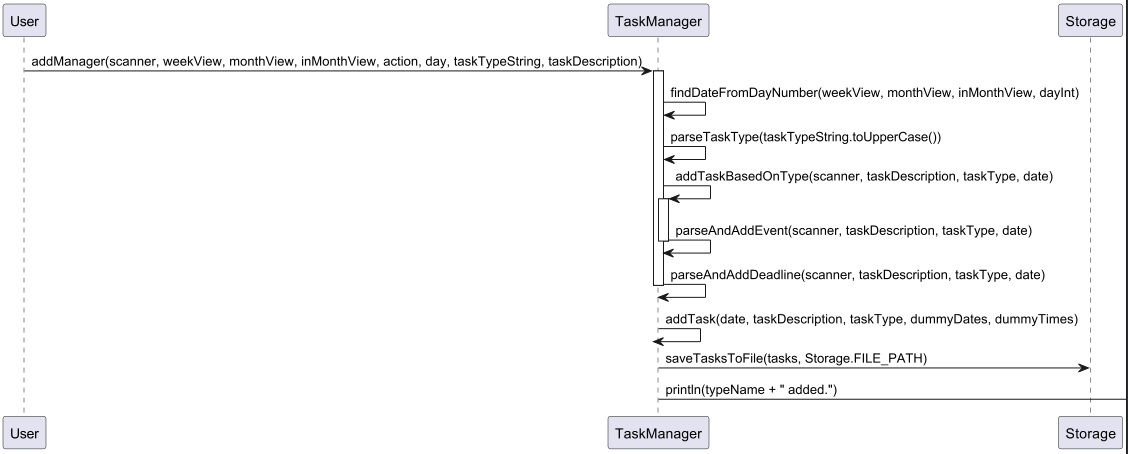 User
TaskManager
Storage
addManager(scanner, weekView, monthView, inMonthView, action, day, taskTypeString, taskDescription)
findDateFromDayNumber(weekView, monthView, inMonthView, dayInt)
parseTaskType(taskTypeString.toUpperCase())
addTaskBasedOnType(scanner, taskDescription, taskType, date)
parseAndAddEvent(scanner, taskDescription, taskType, date)
parseAndAddDeadline(scanner, taskDescription, taskType, date)
addTask(date, taskDescription, taskType, dummyDates, dummyTimes)
saveTasksToFile(tasks, Storage.FILE_PATH)
println(typeName + " added.")
User
TaskManager
Storage